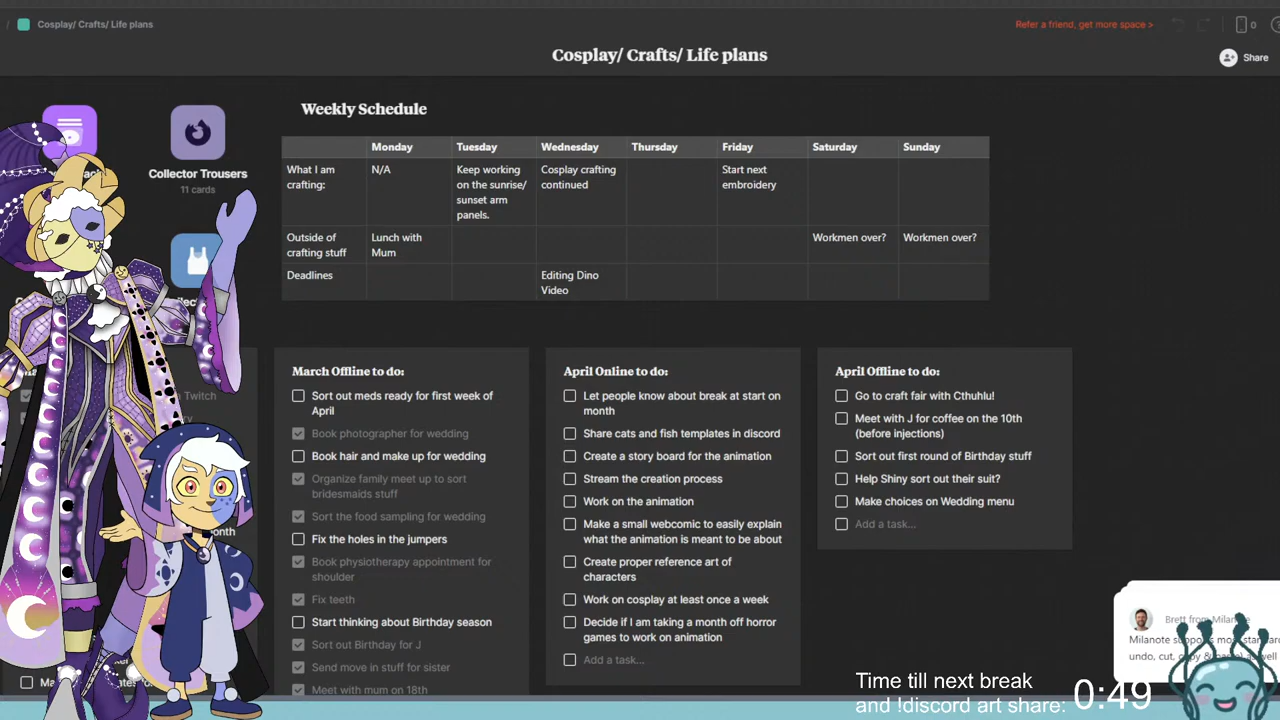 / Cosplay/ Crafts/ Life plans
Refer a friend, get more space >
0
Cosplay/ Crafts/ Life plans
Share
Weekly Schedule
Collector Trousers
11 cards
Monday Tuesday Wednesday Thursday Friday Saturday Sunday
What I am crafting:
N/A
Keep working
on the sunrise/
sunset arm
panels.
Cosplay crafting
continued
Start next
embroidery
Outside of
crafting stuff
Lunch with
Mum
Workmen over? Workmen over?
Deadlines
Editing Dino
Video
Twitch
March Offline to do:
Sort out meds ready for first week of
April
Book photographer for wedding
Book hair and make up for wedding
Organize family meet up to sort
bridesmaids stuff
Sort the food sampling for wedding
Fix the holes in the jumpers
Book physiotherapy appointment for
shoulder
Fix teeth
Start thinking about Birthday season
Sort out Birthday for J
Send move in stuff for sister
Meet with mum on 18th
April Online to do:
Let people know about break at start on
month
Share cats and fish templates in discord
Create a story board for the animation
Stream the creation process
Work on the animation
Make a small webcomic to easily explain
what the animation is meant to be about
Create proper reference art of
characters
Work on cosplay at least once a week
Decide if I am taking a month off horror
games to work on animation
Add a task...
April Offline to do:
Go to craft fair with Cthuhlu!
Meet with J for coffee on the 10th
(before injections)
Sort out first round of Birthday stuff
Help Shiny sort out their suit?
Make choices on Wedding menu
Add a task...
Brett from Milanote
Milanote supports most standard
undo, cut, copy &
Time till next break
and !discord art share: 0:49